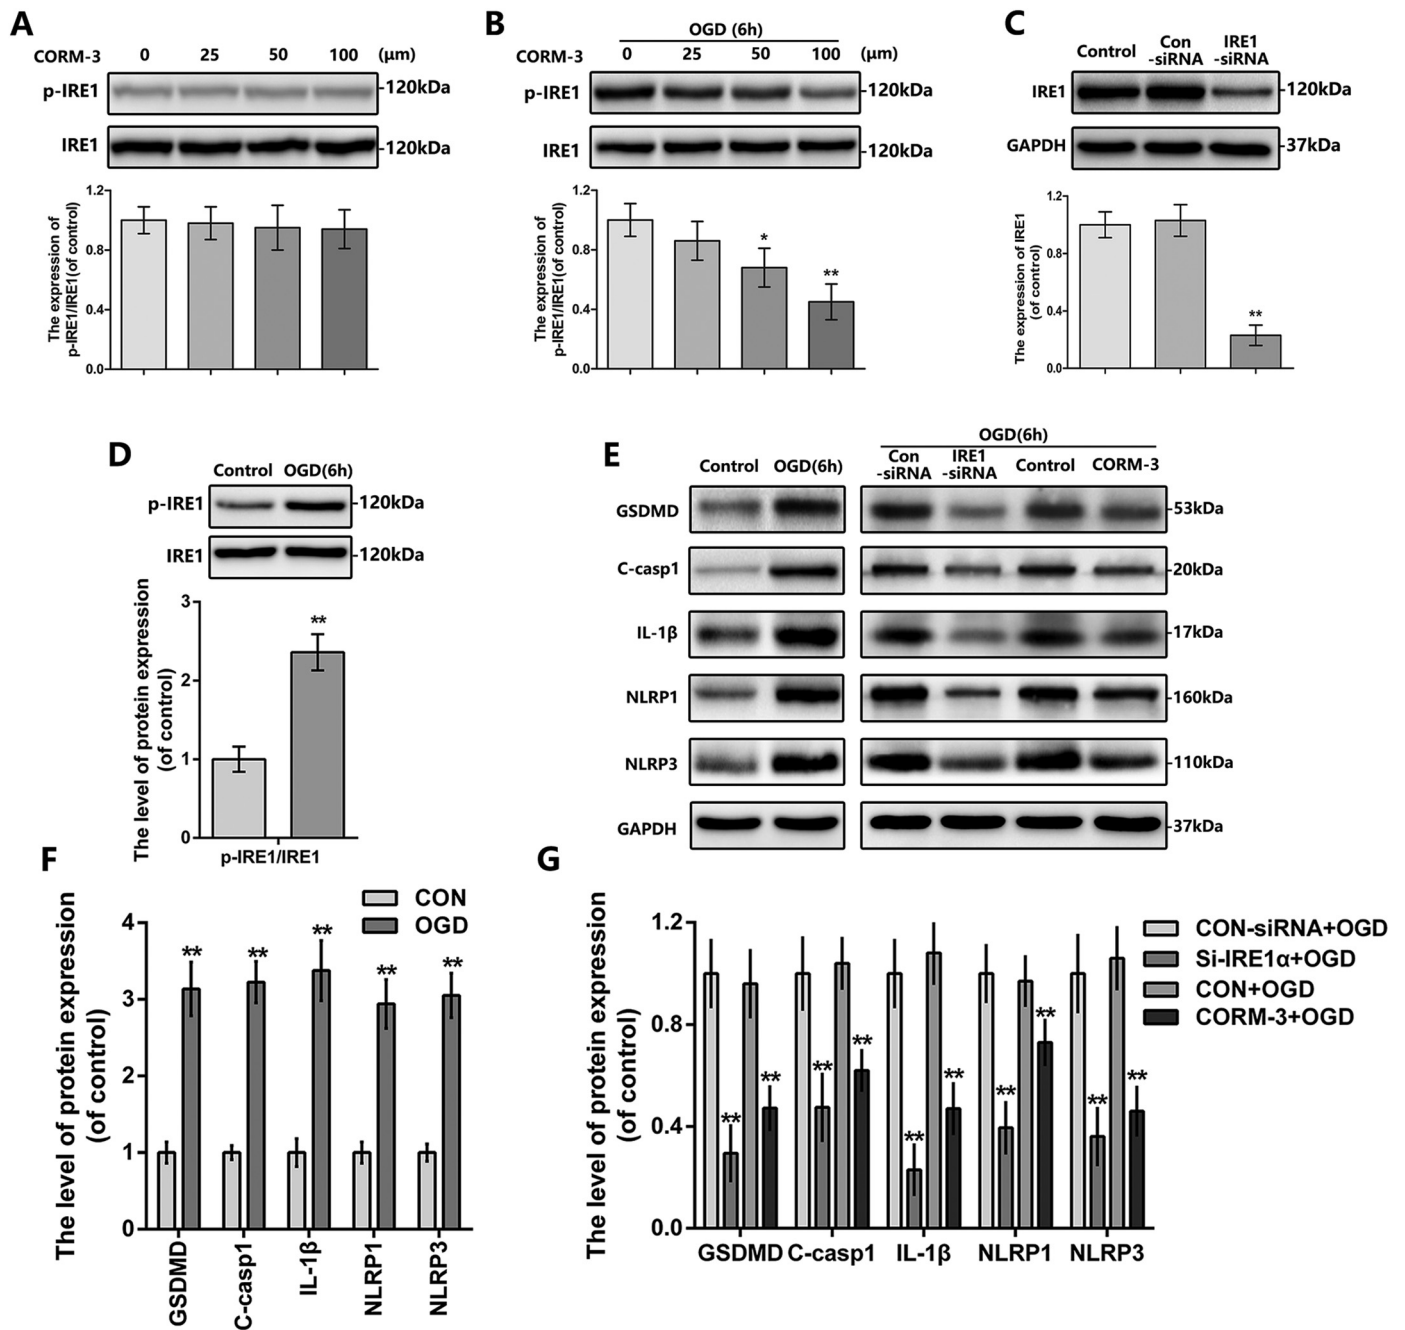 A
CORM-3 0 25 50 100 (μm)
p-IRE1 -120kDa
IRE1 -120kDa
The expression of
p-IRE1/IRE1(of control)
1.2
0.8
0.4
0.0
B
OGD (6h)
CORM-3 0 25 50 100 (μm)
p-IRE1 -120kDa
IRE1 -120kDa
The expression of
p-IRE1/IRE1(of control)
1.2
0.8
0.4
0.0
*
**
C
Control Con -siRNA IRE1 -siRNA
IRE1 -120kDa
GAPDH -37kDa
The expression of IRE1
(of control)
1.2
0.8
0.4
0.0
**
D
Control OGD(6h)
p-IRE1 -120kDa
IRE1 -120kDa
The level of protein expression
(of control)
3
2
1
0
**
p-IRE1/IRE1
E
OGD(6h)
Control OGD(6h) Con -siRNA IRE1 -siRNA Control CORM-3
GSDMD -53kDa
C-casp1 -20kDa
IL-1β -17kDa
NLRP1 -160kDa
NLRP3 -110kDa
GAPDH -37kDa
F
CON
OGD
The level of protein expression
(of control)
4
3
2
1
0
** ** ** ** **
GSDMD C-casp1 IL-1β NLRP1 NLRP3
G
CON-siRNA+OGD
Si-IRE1α+OGD
CON+OGD
CORM-3+OGD
The level of protein expression
(of control)
1.2
0.8
0.4
0.0
** ** ** ** ** ** ** ** ** **
GSDMD C-casp1 IL-1β NLRP1 NLRP3